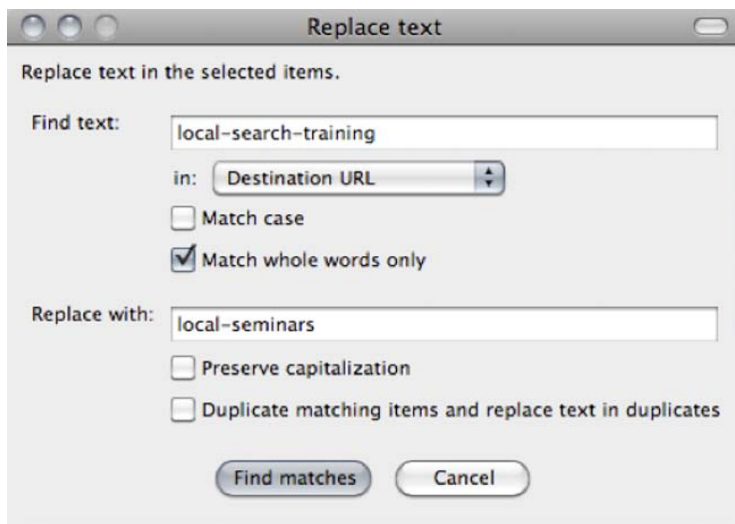 Replace text
Replace text in the selected items.
Find text:
local-search-training
in: Destination URL
Match case
Match whole words only
Replace with:
local-seminars
Preserve capitalization
Duplicate matching items and replace text in duplicates
Find matches Cancel